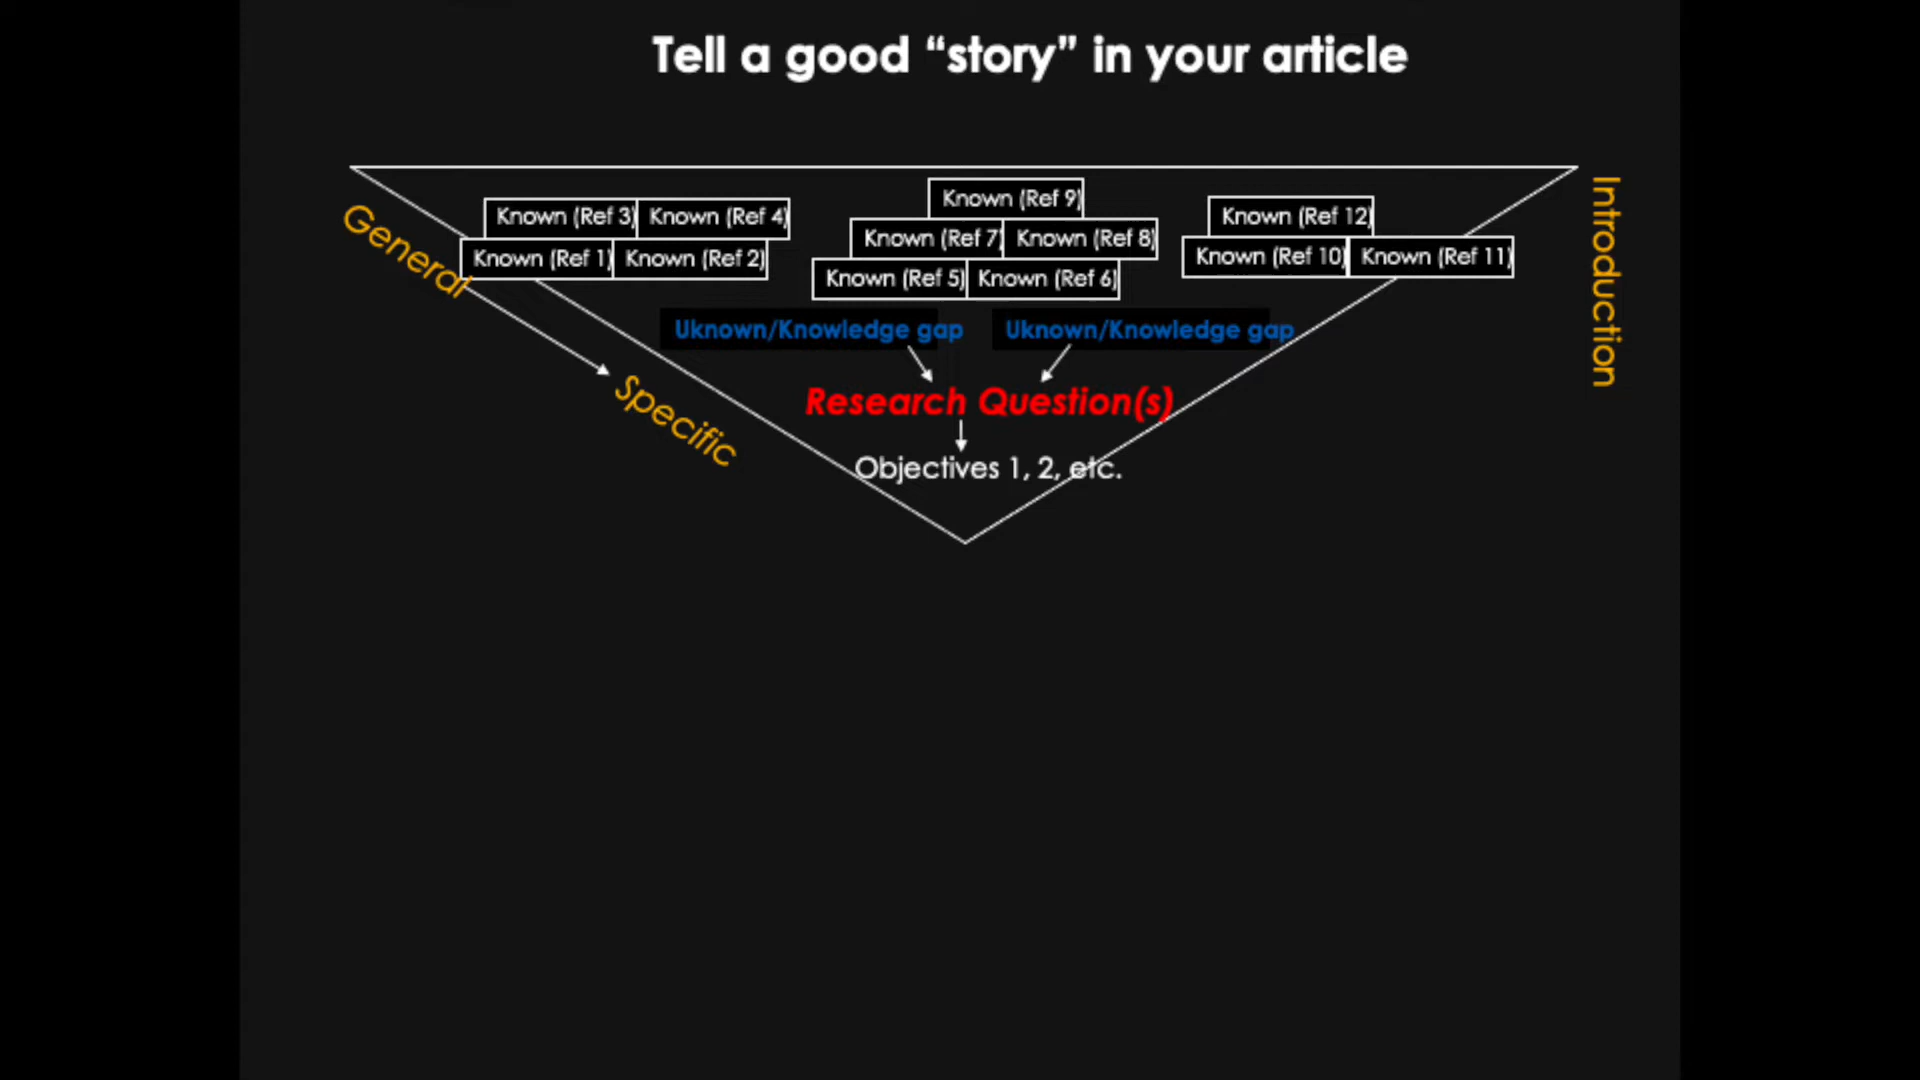 Tell a good “story” in your article
Known (Ref 9)
Known (Ref 3) Known (Ref 4)
Known (Ref 12)
Known (Ref 7) Known (Ref 8)
Known (Ref 1) Known (Ref 2)
Known (Ref 10) Known (Ref 11)
Known (Ref 5) Known (Ref 6)
General
Introduction
Uknown/Knowledge gap Uknown/Knowledge gap
Research Question(s)
Specific
Objectives 1, 2, etc.